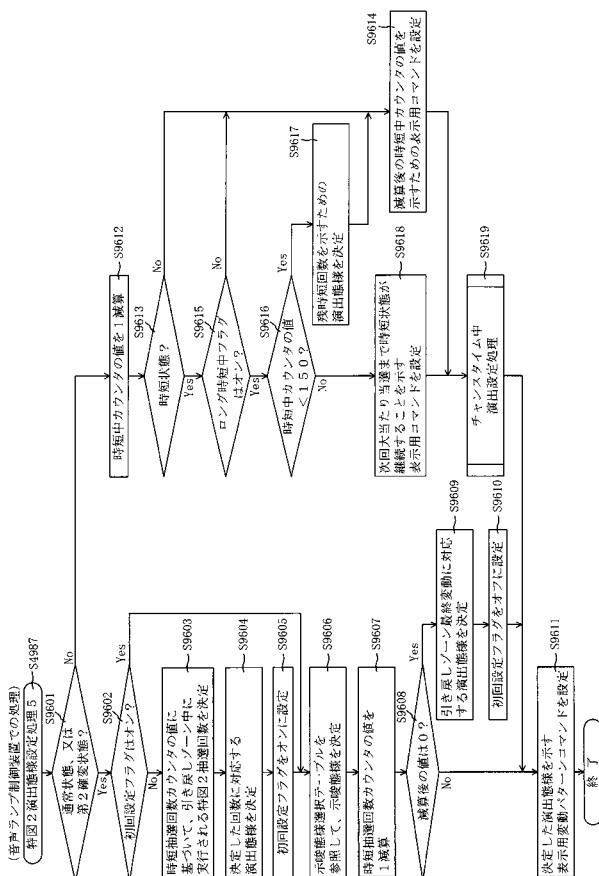 (音声ランプ制御装置での処理)
特図2演出態様設定処理5
S4987
S9601
通常状態、又は
第2確変状態?
No
Yes
S9602
初回設定フラグはオン?
Yes
No
S9603
時短抽選回数カウンタの値に
基づいて、引き戻しゾーン中に
実行される特図2抽選回数を決定
S9604
決定した回数に対応する
演出態様を決定
S9605
初回設定フラグをオンに設定
S9606
示唆態様選択テーブルを
参照して、示唆態様を決定
S9607
時短抽選回数カウンタの値を
1減算
S9608
減算後の値は0?
Yes
No
S9609
引き戻しゾーン最終変動に対応
する演出態様を決定
S9610
初回設定フラグをオフに設定
S9611
決定した演出態様を示す
表示用変動パターンコマンドを設定
終了
S9612
時短中カウンタの値を1減算
S9613
時短状態?
No
Yes
S9615
ロング時短中フラグ
はオン?
No
Yes
S9616
時短中カウンタの値
<150?
Yes
No
S9617
残時短回数を示すための
演出態様を決定
S9614
減算後の時短中カウンタの値を
示すための表示用コマンドを設定
S9618
次回大当たり当選まで時短状態が
継続することを示す
表示用コマンドを設定
S9619
チャンスタイム中
演出設定処理